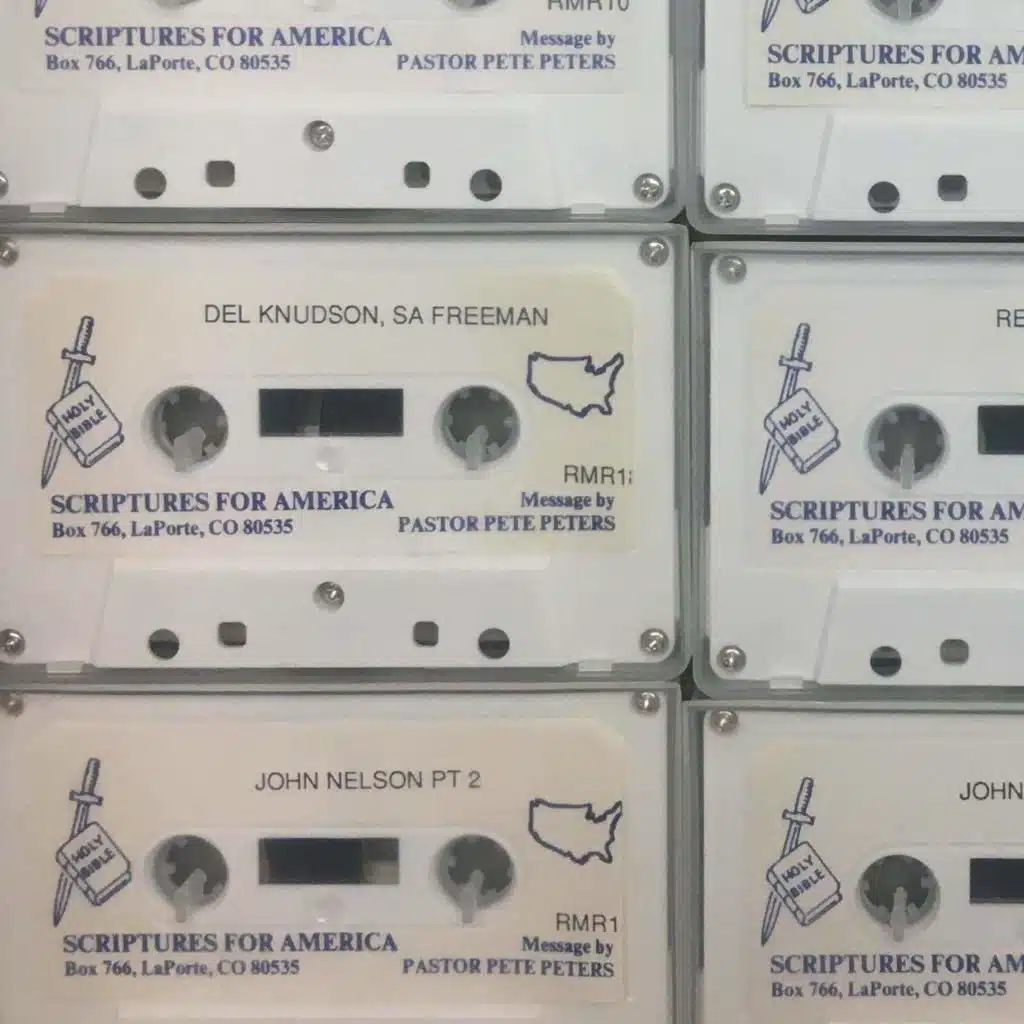 RMR10
SCRIPTURES FOR AMERICA
Message by
Box 766, LaPorte, CO 80535
PASTOR PETE PETERS
SCRIPTURES FOR AM
Box 766, LaPorte, CO 80535
DEL KNUDSON, SA FREEMAN
HOLY
BIBLE
RMR1
SCRIPTURES FOR AMERICA
Message by
Box 766, LaPorte, CO 80535
PASTOR PETE PETERS
RE
HOLY
BIBLE
SCRIPTURES FOR AM
Box 766, LaPorte, CO 80535
JOHN NELSON PT 2
HOLY
BIBLE
RMR1
SCRIPTURES FOR AMERICA
Message by
Box 766, LaPorte, CO 80535
PASTOR PETE PETERS
JOHN
HOLY
BIBLE
SCRIPTURES FOR AM
Box 766, LaPorte, CO 80535